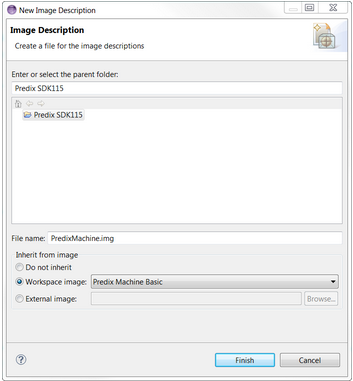 New Image Description
Image Description
Create a file for the image descriptions
Enter or select the parent folder:
Predix SDK115
Predix SDK115
File name: PredixMachine.img
Inherit from image
Do not inherit
Workspace image: Predix Machine Basic
External image: Browse...
Finish Cancel